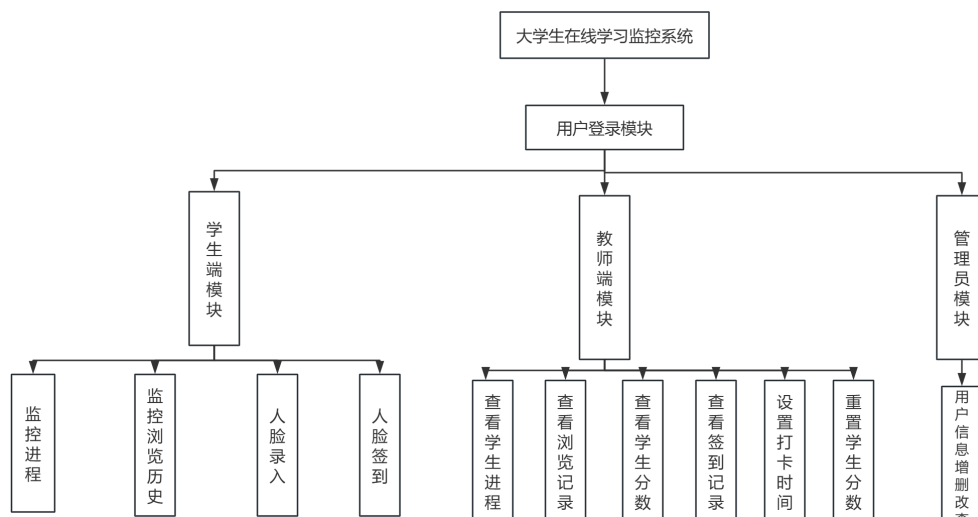 大学生在线学习监控系统
用户登录模块
学生端模块
教师端模块
管理员模块
监控进程
监控浏览历史
人脸录入
人脸签到
查看学生进程
查看浏览记录
查看学生分数
查看签到记录
设置打卡时间
重置学生分数
用户信息增删改查